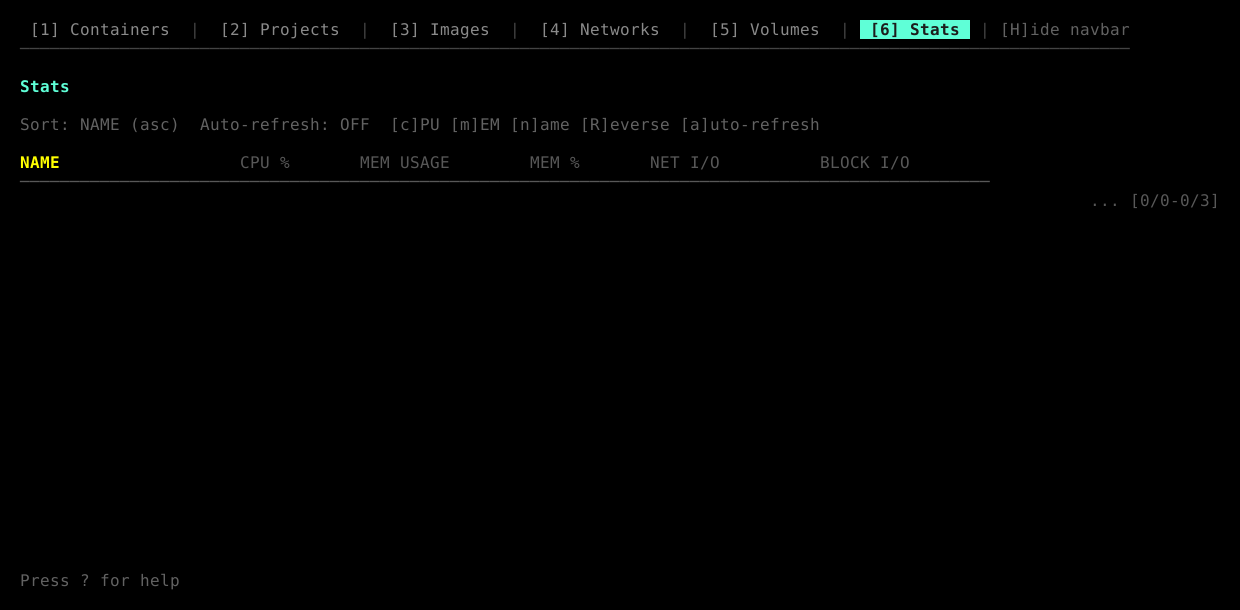 [1] Containers | [2] Projects | [3] Images | [4] Networks | [5] Volumes | [6] Stats | [H]ide navbar
Stats
Sort: NAME (asc) Auto-refresh: OFF [c]PU [m]EM [n]ame [R]everse [a]uto-refresh
NAME CPU % MEM USAGE MEM % NET I/O BLOCK I/O
... [0/0-0/3]
Press ? for help